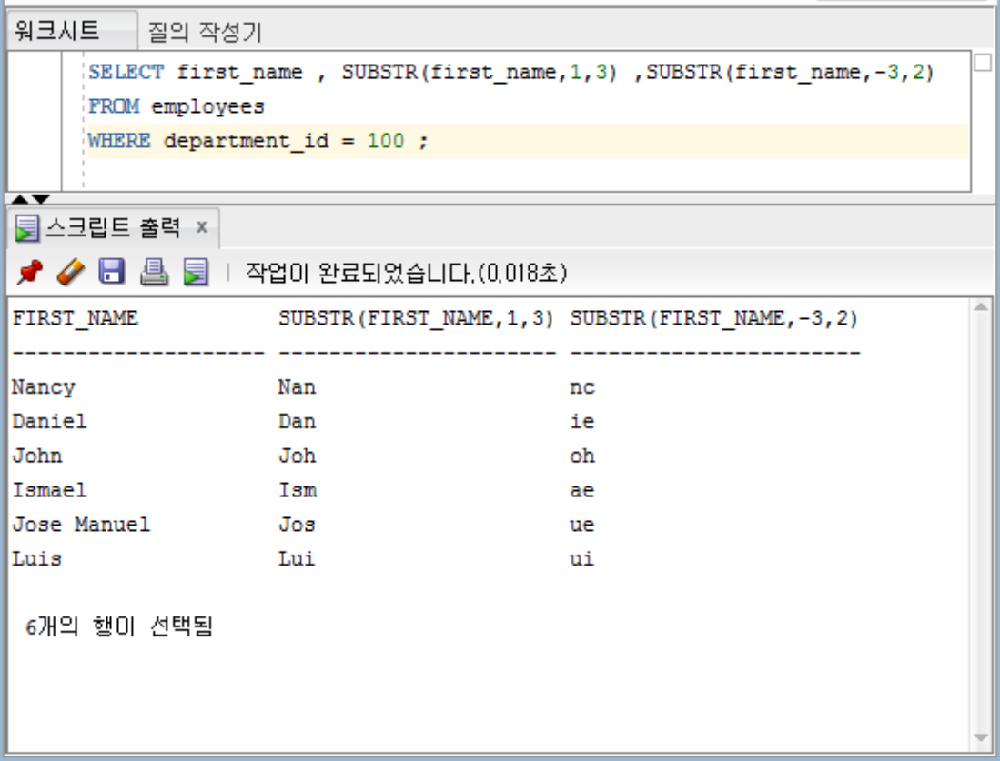 워크시트 질의 작성기
SELECT first_name , SUBSTR(first_name,1,3) ,SUBSTR(first_name,-3,2)
FROM employees
WHERE department_id = 100 ;
스크립트 출력 x
작업이 완료되었습니다.(0,018초)
FIRST_NAME SUBSTR(FIRST_NAME,1,3) SUBSTR(FIRST_NAME,-3,2)
-------------------- ---------------------- -----------------------
Nancy Nan nc
Daniel Dan ie
John Joh oh
Ismael Ism ae
Jose Manuel Jos ue
Luis Lui ui
6개의 행이 선택됨